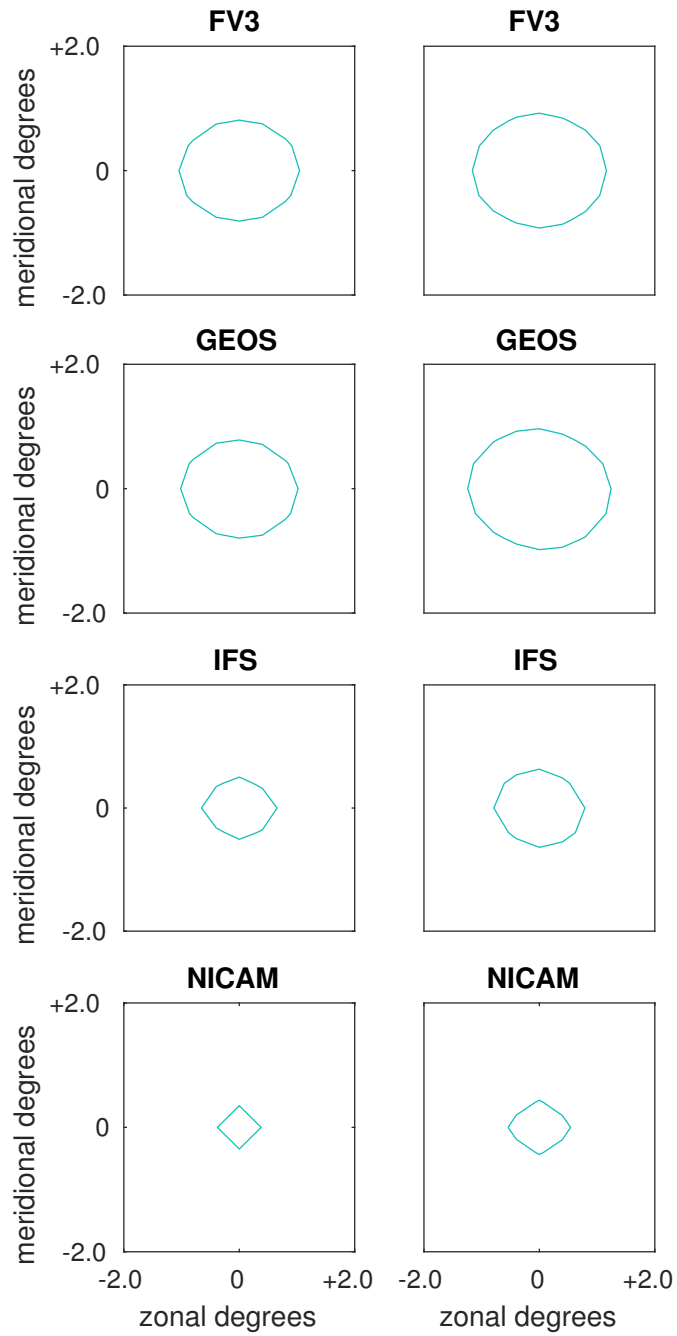 FV3 FV3
+2.0
meridional degrees
0
-2.0
GEOS GEOS
+2.0
meridional degrees
0
-2.0
IFS IFS
+2.0
meridional degrees
0
-2.0
NICAM NICAM
+2.0
meridional degrees
0
-2.0
-2.0 0 +2.0 -2.0 0 +2.0
zonal degrees zonal degrees